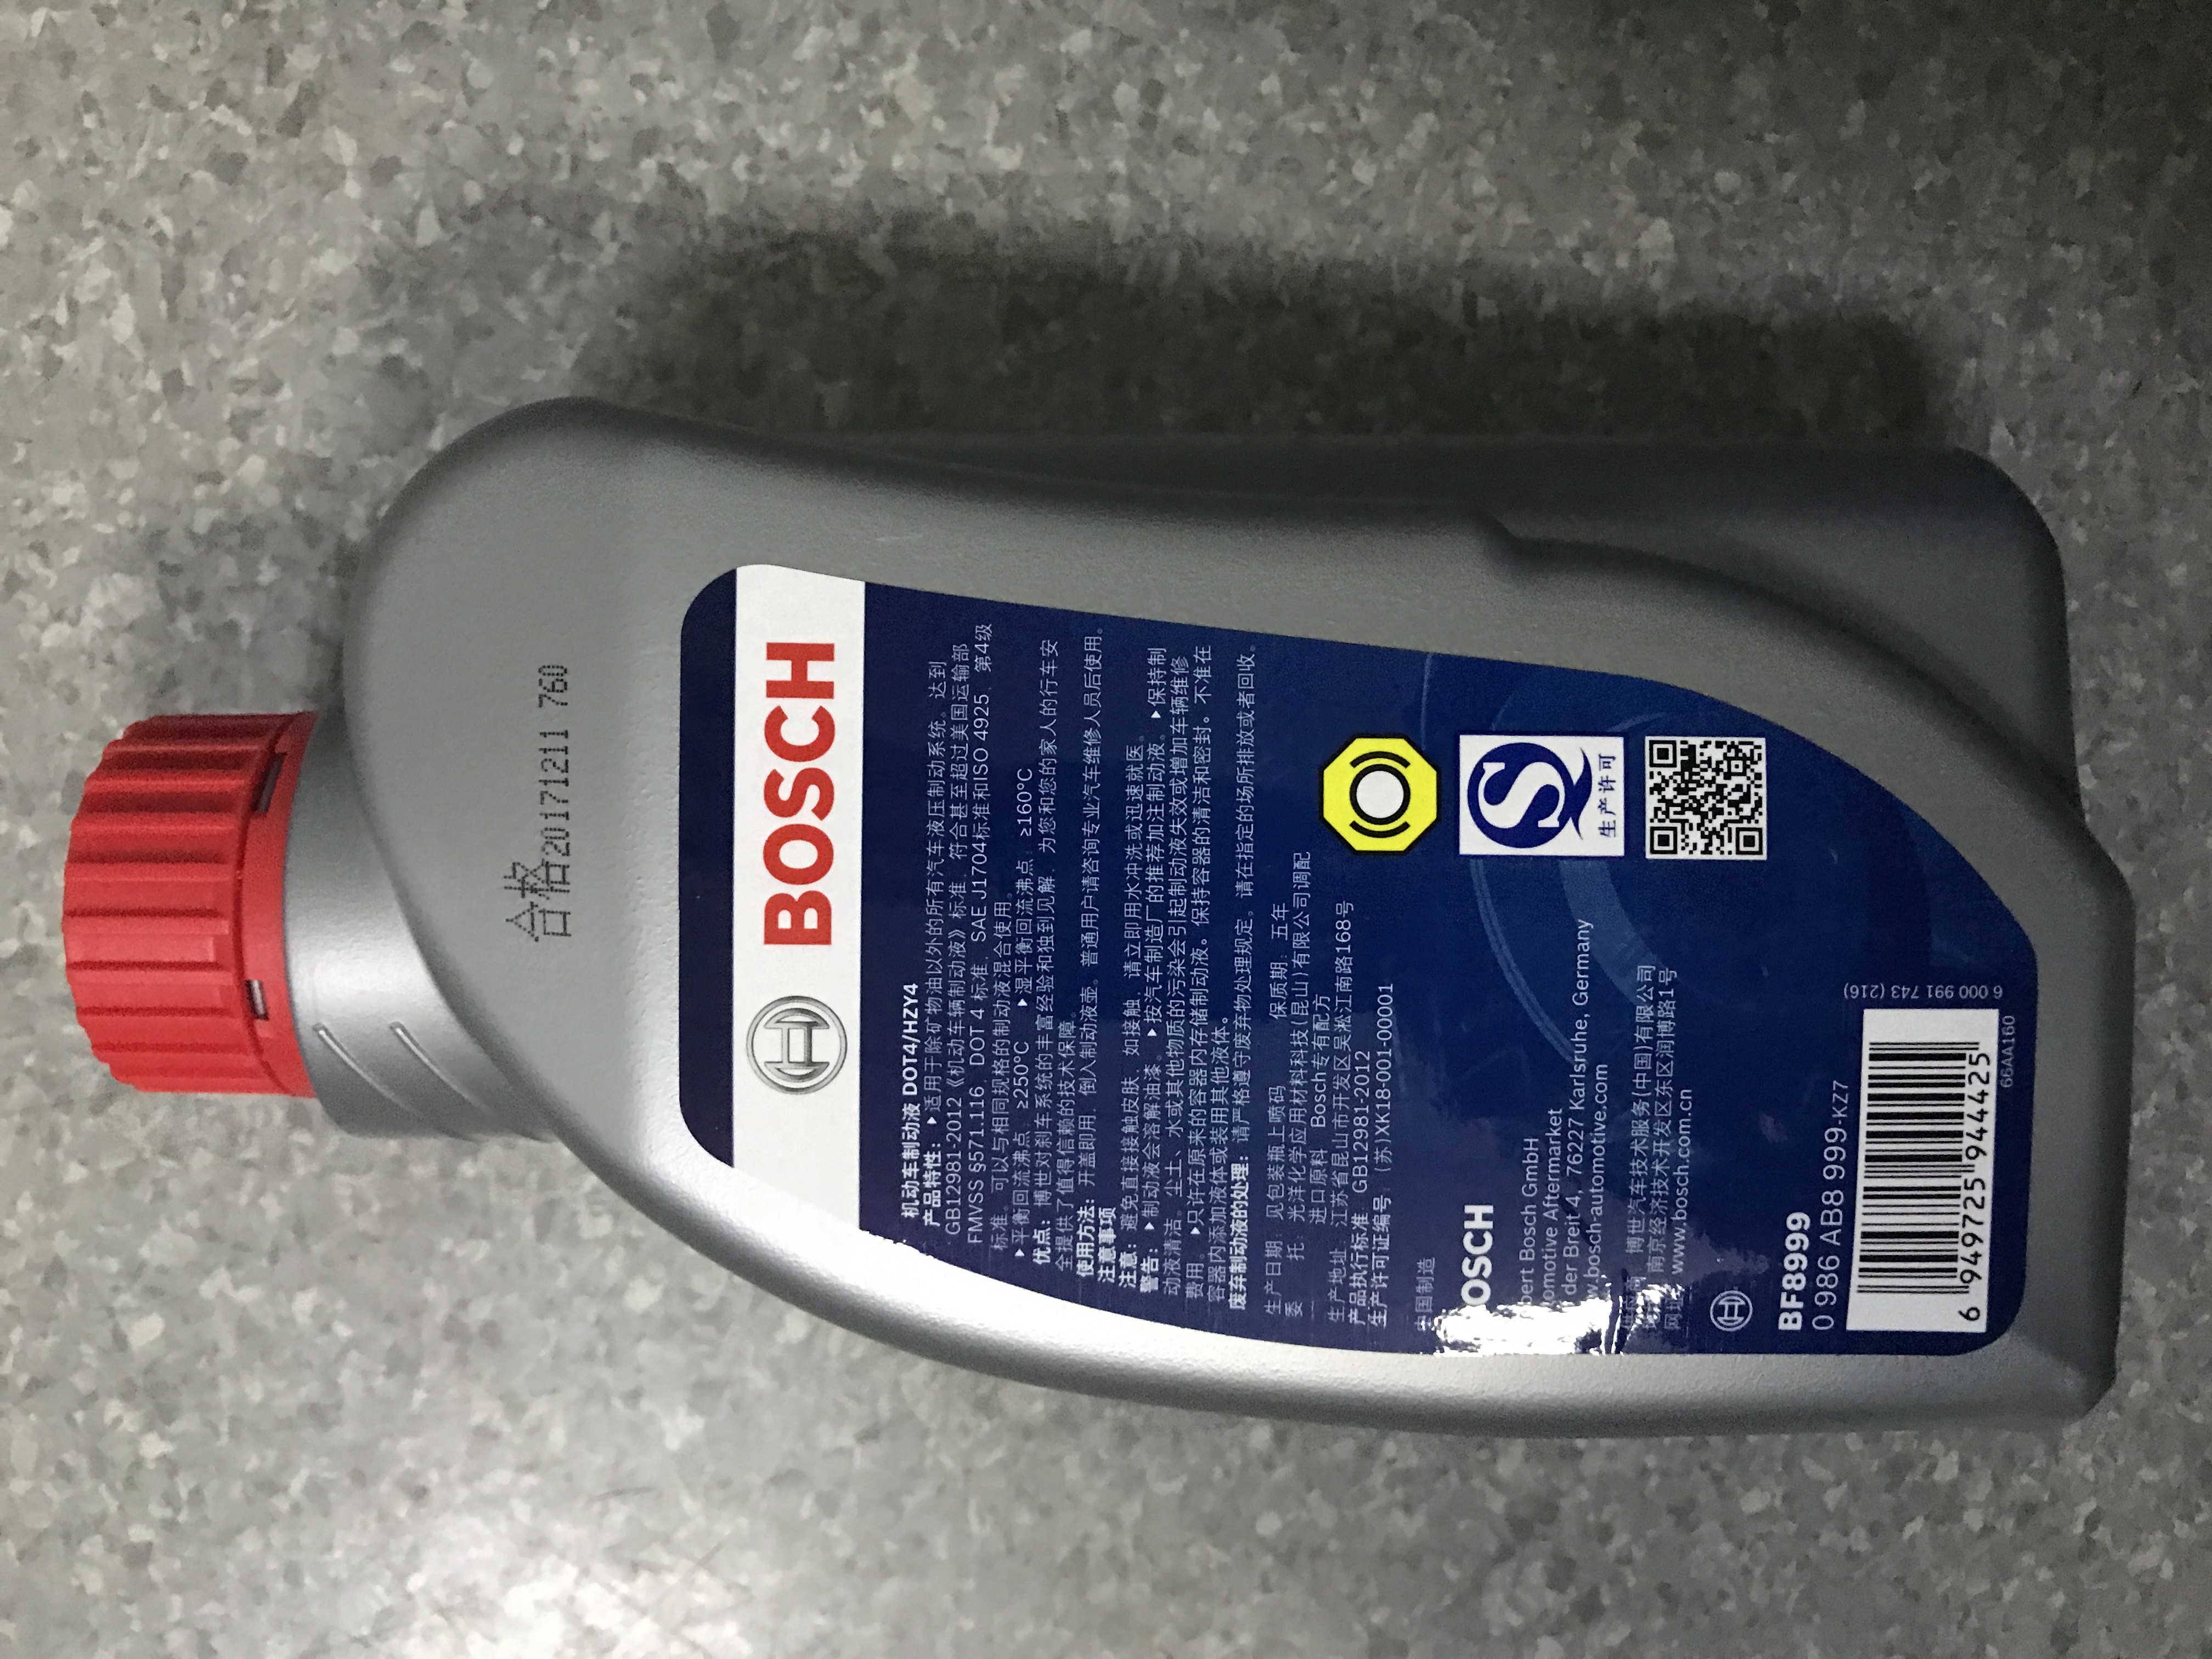 合格20171211 760
BOSCH
机动车制动液 DOT4/HZY4
产品特性：▶适用于除矿物油以外的所有汽车液压制动系统。达到
GB12981-2012《机动车辆制动液》标准，符合甚至超过美国运输部
FMVSS §571.116，DOT 4 标准，SAE J1704标准和ISO 4925，第4级
标准。可以与相同规格的制动液混合使用。
▶平衡回流沸点：≥250°C ▶湿平衡回流沸点：≥160°C
优点：博世对刹车系统的丰富经验和独到见解，为您和您的家人的行车安
全提供了值得信赖的技术保障。
使用方法：开盖即用，倒入制动液壶。普通用户请咨询专业汽车维修人员后使用。
注意事项
注意：避免直接接触皮肤，如接触，请立即用水冲洗或迅速就医。
警告：▶制动液会溶解油漆。▶按汽车制造厂的推荐加注制动液。▶保持制
动液清洁。尘土、水或其他物质的污染会引起制动液失效或增加车辆维修
费用。▶只许在原来的容器内存储制动液。保持容器的清洁和密封。不准在
容器内添加液体或装用其他液体。
废弃制动液的处理：请严格遵守废弃物处理规定。请在指定的场所排放或者回收。
生产日期：见包装瓶上喷码 保质期：五年
委 托：光洋化学应用材料科技(昆山)有限公司调配
进口原料，Bosch专有配方
生产地址：江苏省昆山市开发区吴淞江南路168号
产品执行标准：GB12981-2012
生产许可证编号：(苏)XK18-001-00001
生产许可
中国制造
OSCH
bert Bosch GmbH
omotive Aftermarket
der Breit 4, 76227 Karlsruhe, Germany
w.bosch-automotive.com
博世汽车技术服务(中国)有限公司
地址：南京经济技术开发区东区润博路1号
网址：www.bosch.com.cn
BF8999
0 986 AB8 999-KZ7
6 949725 944425
66AA160
6 000 991 743 (216)